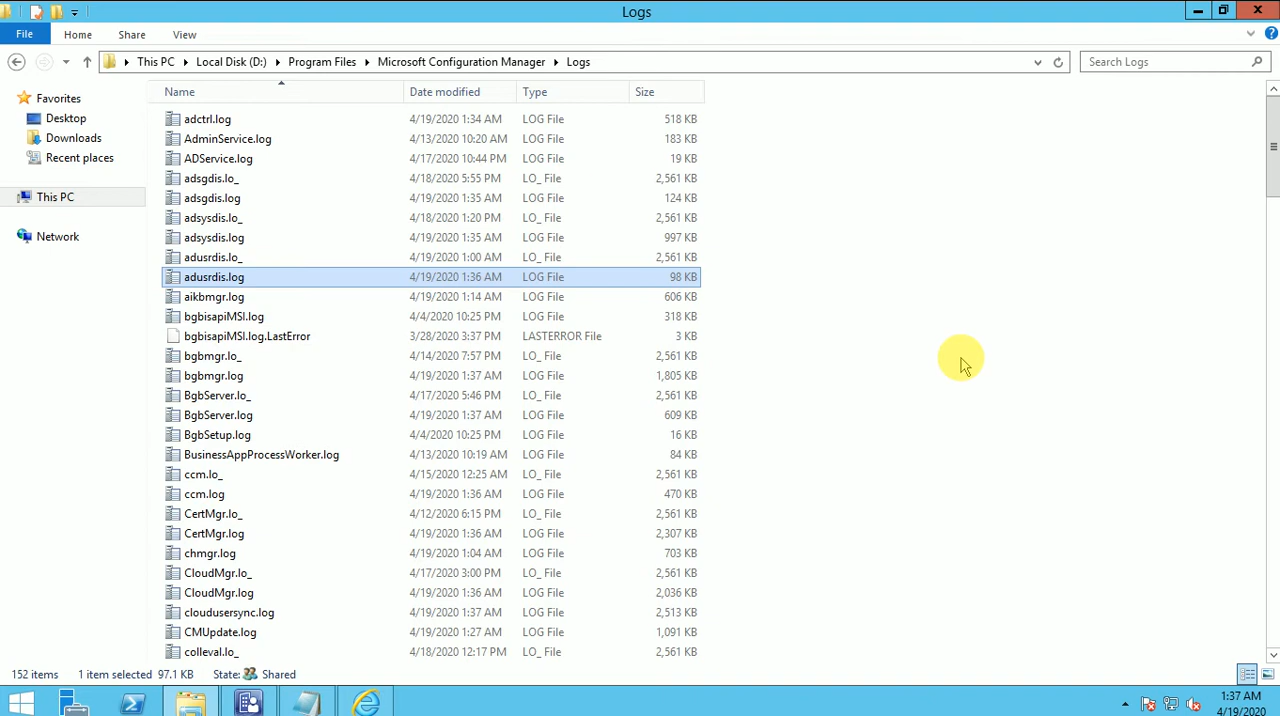 Logs
File Home Share View
This PC Local Disk (D:) Program Files Microsoft Configuration Manager Logs Search Logs
Name Date modified Type Size
Favorites
Desktop
Downloads
Recent places
This PC
Network
adctrl.log 4/19/2020 1:34 AM LOG File 518 KB
AdminService.log 4/13/2020 10:20 AM LOG File 183 KB
ADService.log 4/17/2020 10:44 PM LOG File 19 KB
adsgdis.lo_ 4/18/2020 5:55 PM LO_ File 2,561 KB
adsgdis.log 4/19/2020 1:35 AM LOG File 124 KB
adsysdis.lo_ 4/18/2020 1:20 PM LO_ File 2,561 KB
adsysdis.log 4/19/2020 1:35 AM LOG File 997 KB
adusrdis.lo_ 4/19/2020 1:00 AM LO_ File 2,561 KB
adusrdis.log 4/19/2020 1:36 AM LOG File 98 KB
aikbmgr.log 4/19/2020 1:14 AM LOG File 606 KB
bgbisapiMSI.log 4/4/2020 10:25 PM LOG File 318 KB
bgbisapiMSI.log.LastError 3/28/2020 3:37 PM LASTERROR File 3 KB
bgbmgr.lo_ 4/14/2020 7:57 PM LO_ File 2,561 KB
bgbmgr.log 4/19/2020 1:37 AM LOG File 1,805 KB
BgbServer.lo_ 4/17/2020 5:46 PM LO_ File 2,561 KB
BgbServer.log 4/19/2020 1:37 AM LOG File 609 KB
BgbSetup.log 4/4/2020 10:25 PM LOG File 16 KB
BusinessAppProcessWorker.log 4/13/2020 10:19 AM LOG File 84 KB
ccm.lo_ 4/15/2020 12:25 AM LO_ File 2,561 KB
ccm.log 4/19/2020 1:36 AM LOG File 470 KB
CertMgr.lo_ 4/12/2020 6:15 PM LO_ File 2,561 KB
CertMgr.log 4/19/2020 1:36 AM LOG File 2,307 KB
chmgr.log 4/19/2020 1:04 AM LOG File 703 KB
CloudMgr.lo_ 4/17/2020 3:00 PM LO_ File 2,561 KB
CloudMgr.log 4/19/2020 1:36 AM LOG File 2,036 KB
cloudusersync.log 4/19/2020 1:37 AM LOG File 2,513 KB
CMUpdate.log 4/19/2020 1:27 AM LOG File 1,091 KB
colleval.lo_ 4/18/2020 12:17 PM LO_ File 2,561 KB
152 items 1 item selected 97.1 KB State: Shared
1:37 AM
4/19/2020